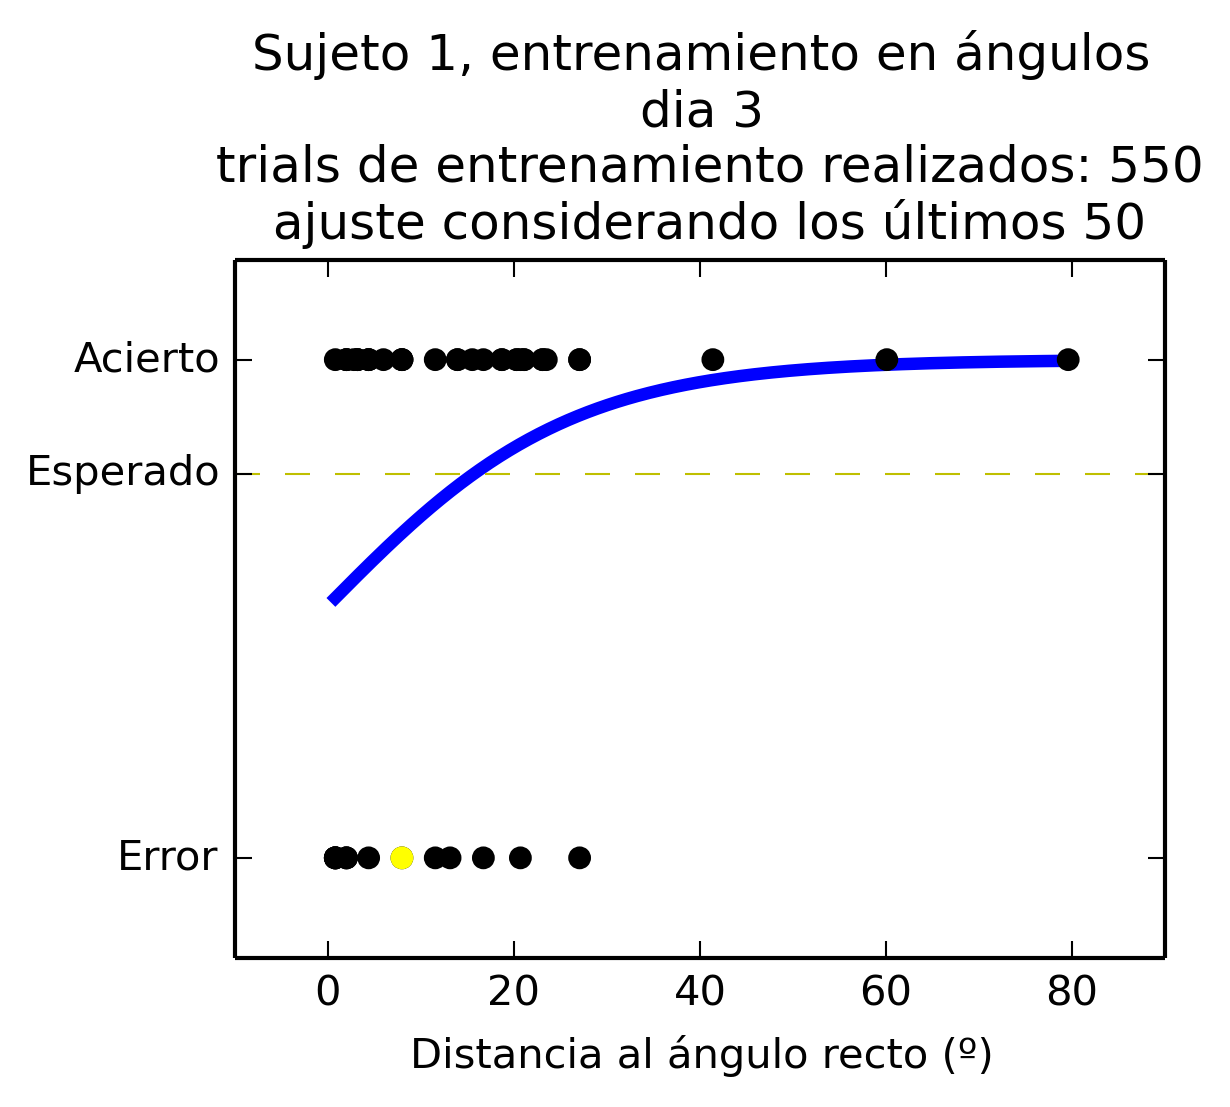 Sujeto 1, entrenamiento en ángulos
dia 3
trials de entrenamiento realizados: 550
ajuste considerando los últimos 50
Acierto
Esperado
Error
0 20 40 60 80
Distancia al ángulo recto (º)